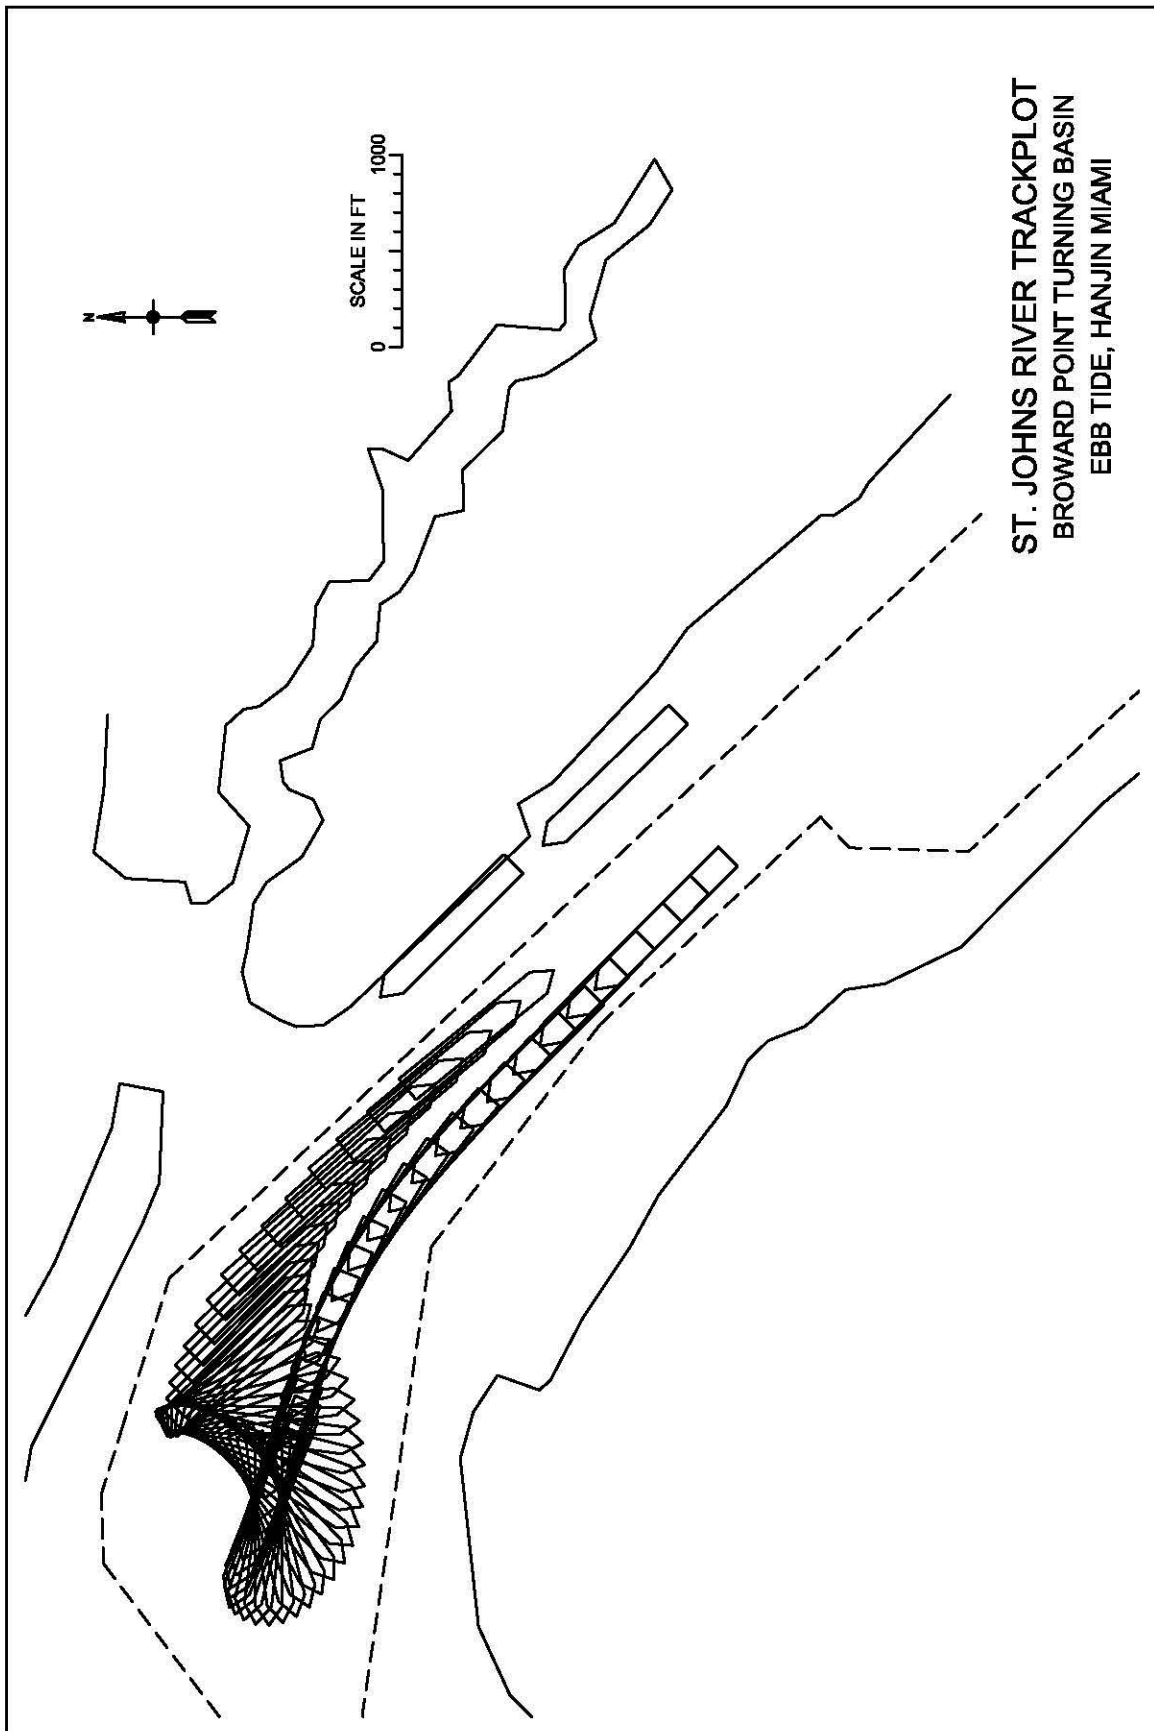 N
SCALE IN FT
0 1000
ST. JOHNS RIVER TRACKPLOT
BROWARD POINT TURNING BASIN
EBB TIDE, HANJIN MIAMI